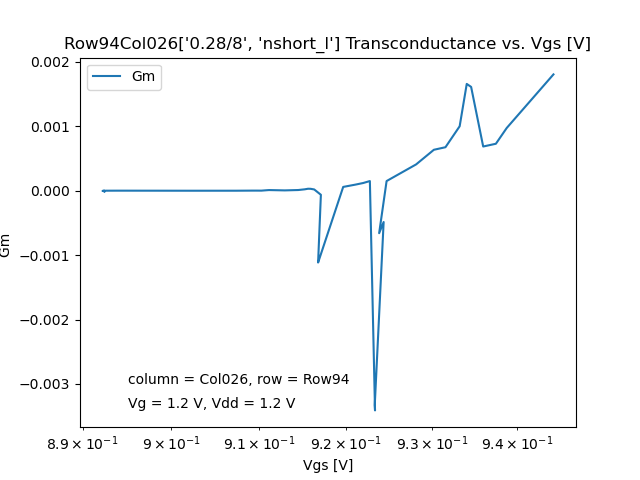 Row94Col026['0.28/8', 'nshort_l'] Transconductance vs. Vgs [V]
Gm
0.002
0.001
0.000
−0.001
−0.002
−0.003
Gm
column = Col026, row = Row94
Vg = 1.2 V, Vdd = 1.2 V
8.9 × 10⁻¹ 9 × 10⁻¹ 9.1 × 10⁻¹ 9.2 × 10⁻¹ 9.3 × 10⁻¹ 9.4 × 10⁻¹
Vgs [V]